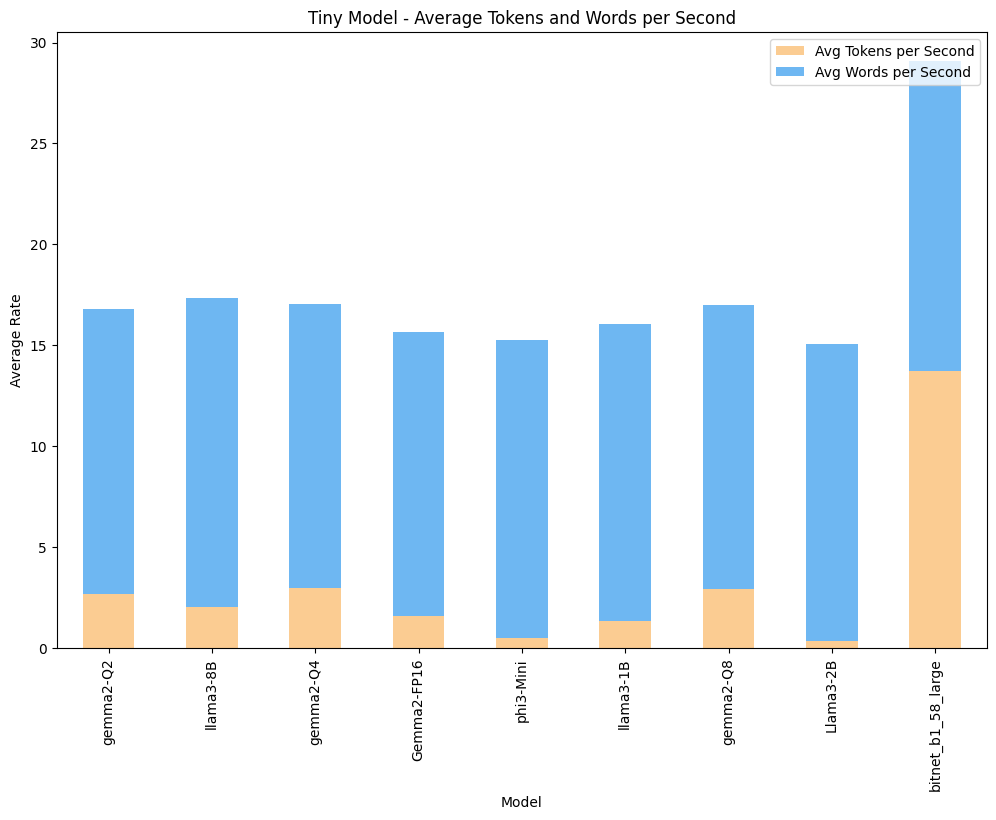 Tiny Model - Average Tokens and Words per Second
Avg Tokens per Second
Avg Words per Second
Average Rate
30
25
20
15
10
5
0
gemma2-Q2
llama3-8B
gemma2-Q4
Gemma2-FP16
phi3-Mini
llama3-1B
gemma2-Q8
Llama3-2B
bitnet_b1_58_large
Model